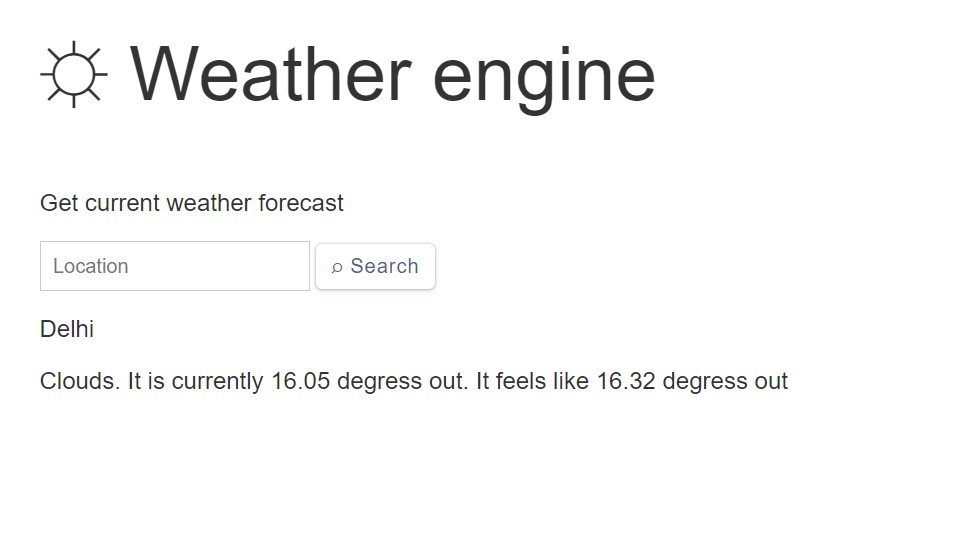 Weather engine
Get current weather forecast
Location
Search
Delhi
Clouds. It is currently 16.05 degress out. It feels like 16.32 degress out